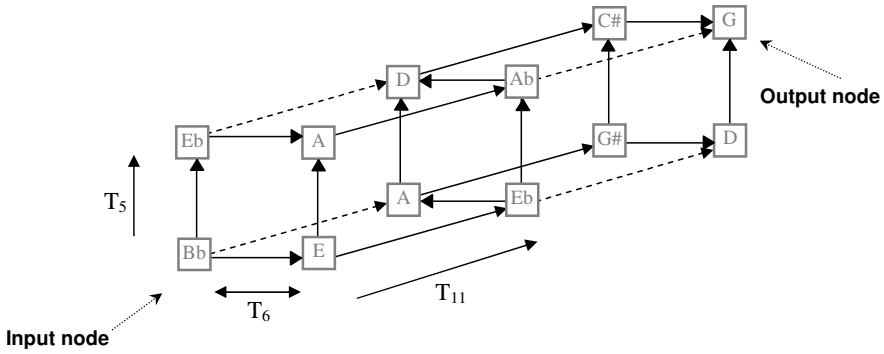 C# G
D Ab
Output node
Eb A
G# D
T5
A Eb
Bb E
T6
T11
Input node